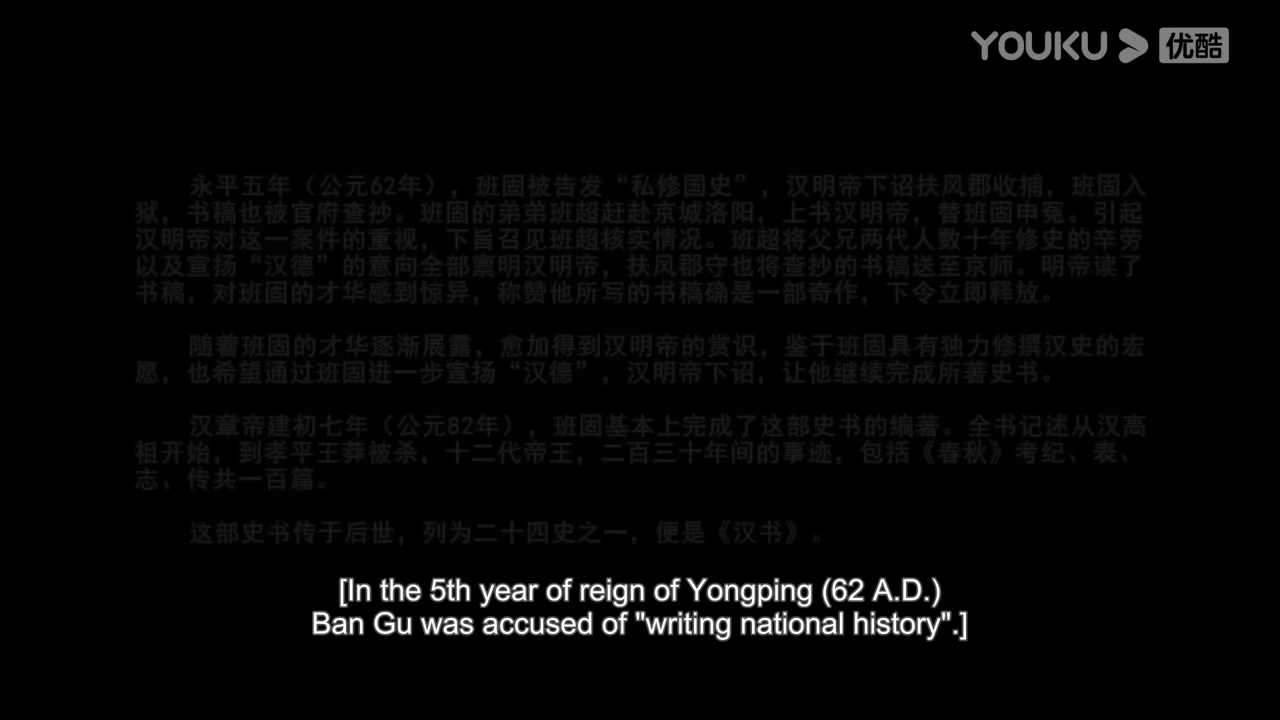 YOUKU 优酷
永平五年（公元62年），班固被告发“私修国史”，汉明帝下诏扶风郡收捕，班固入
狱，书稿也被官府查抄。班固的弟弟班超赶赴京城洛阳，上书汉明帝，替班固申冤。引起
汉明帝对这一案件的重视，下旨召见班超核实情况。班超将父兄两代人数十年修史的辛劳
以及宣扬“汉德”的意向全部禀明汉明帝，扶风郡守也将查抄的书稿送至京师。明帝读了
书稿，对班固的才华感到惊异，称赞他所写的书稿确是一部奇作，下令立即释放。
随着班固的才华逐渐展露，愈加得到汉明帝的赏识，鉴于班固具有独力修撰汉史的宏
愿，也希望通过班固进一步宣扬“汉德”，汉明帝下诏，让他继续完成所著史书。
汉章帝建初七年（公元82年），班固基本上完成了这部史书的编著。全书记述从汉高
祖开始，到孝平王莽被杀，十二代帝王，二百三十年间的事迹，包括《春秋》考纪、表、
志、传共一百篇。
这部史书传于后世，列为二十四史之一，便是《汉书》。
[In the 5th year of reign of Yongping (62 A.D.)
Ban Gu was accused of "writing national history".]